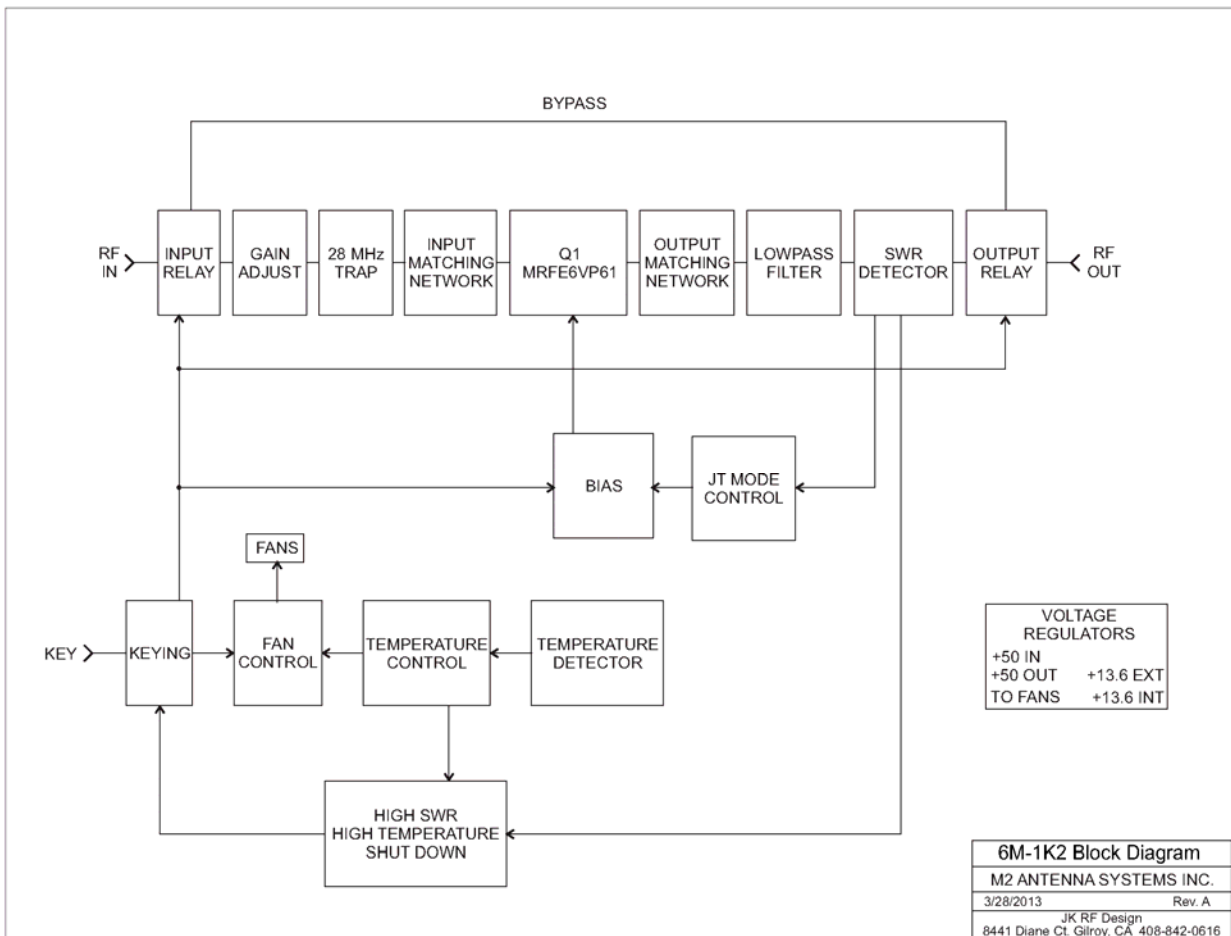 BYPASS
RF
IN
INPUT
RELAY
GAIN
ADJUST
28 MHz
TRAP
INPUT
MATCHING
NETWORK
Q1
MRFE6VP61
OUTPUT
MATCHING
NETWORK
LOWPASS
FILTER
SWR
DETECTOR
OUTPUT
RELAY
RF
OUT
BIAS
JT MODE
CONTROL
FANS
KEY
KEYING
FAN
CONTROL
TEMPERATURE
CONTROL
TEMPERATURE
DETECTOR
VOLTAGE
REGULATORS
+50 IN
+50 OUT +13.6 EXT
TO FANS +13.6 INT
HIGH SWR
HIGH TEMPERATURE
SHUT DOWN
6M-1K2 Block Diagram
M2 ANTENNA SYSTEMS INC.
3/28/2013 Rev. A
JK RF Design
8441 Diane Ct. Gilroy, CA 408-842-0616